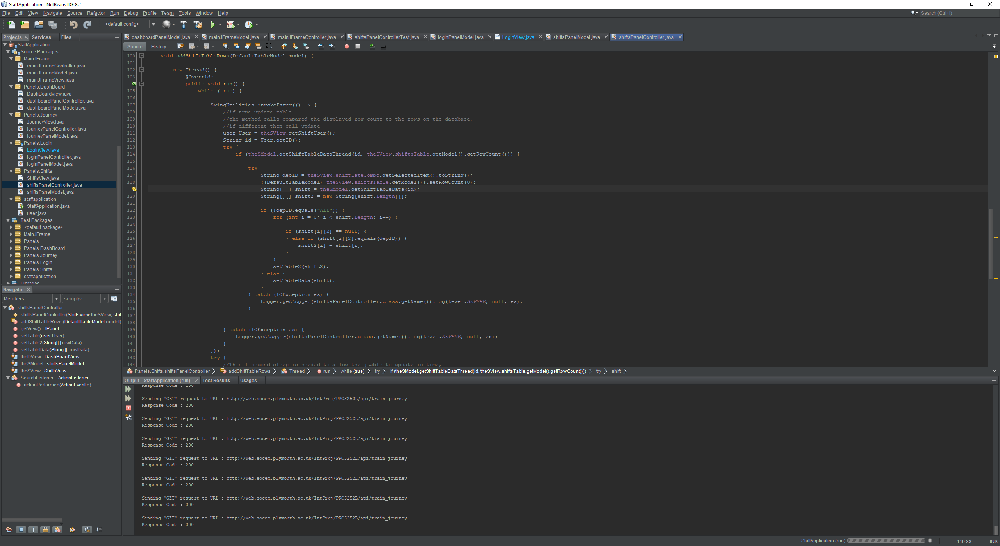 StaffApplication - NetBeans IDE 8.2
File Edit View Navigate Source Refactor Run Debug Profile Team Tools Window Help
Search (Ctrl+I)
<default config>
Projects Services Files
StaffApplication
Source Packages
MainJFrame
mainJFrameController.java
mainJFrameModel.java
mainJFrameView.java
Panels.DashBoard
DashBoardView.java
dashboardPanelController.java
dashboardPanelModel.java
Panels.Journey
JourneyView.java
journeyPanelController.java
journeyPanelModel.java
Panels.Login
LoginView.java
loginPanelController.java
loginPanelModel.java
Panels.Shifts
ShiftsView.java
shiftsPanelController.java
shiftsPanelModel.java
staffapplication
StaffApplication.java
user.java
Test Packages
<default package>
MainJFrame
Panels
Panels.DashBoard
Panels.Journey
Panels.Login
Panels.Shifts
staffapplication
Libraries
Navigator
Members <empty>
shiftsPanelController
shiftsPanelController(ShiftsView theSView, shif
addShiftTableRows(DefaultTableModel model)
getView() : JPanel
setTable(user User)
setTable2(String[][] rowData)
setTableData(String[][] rowData)
theDView : DashBoardView
theSModel : shiftsPanelModel
theSView : ShiftsView
SearchListener :: ActionListener
actionPerformed(ActionEvent e)
dashboardPanelModel.java mainJFrameModel.java mainJFrameController.java shiftsPanelControllerTest.java loginPanelModel.java LoginView.java shiftsPanelModel.java shiftsPanelController.java
Source History
100 void addShiftTableRows(DefaultTableModel model) {
101
102 new Thread() {
103 @Override
public void run() {
105 while (true) {
106
107 SwingUtilities.invokeLater(() -> {
108 //if true update table
109 //the method calls compared the displayed row count to the rows on the database,
110 //if different then call update
111 user User = theSView.getShiftUser();
112 String id = User.getID();
113 try {
114 if (theSModel.getShiftTableDataThread(id, theSView.shiftsTable.getModel().getRowCount())) {
115
116 try {
117 String depID = theSView.shiftDateCombo.getSelectedItem().toString();
118 ((DefaultTableModel) theSView.shiftsTable.getModel()).setRowCount(0);
String[][] shift = theSModel.getShiftTableData(id);
120 String[][] shift2 = new String[shift.length][];
121
122 if (!depID.equals("All")) {
123 for (int i = 0; i < shift.length; i++) {
124
125 if (shift[i][2] == null) {
126 } else if (shift[i][2].equals(depID)) {
127 shift2[i] = shift[i];
128 }
129 }
130 setTable2(shift2);
131 } else {
132 setTableData(shift);
133 }
134 } catch (IOException ex) {
135 Logger.getLogger(shiftsPanelController.class.getName()).log(Level.SEVERE, null, ex);
136 }
137
138 }
139 } catch (IOException ex) {
140 Logger.getLogger(shiftsPanelController.class.getName()).log(Level.SEVERE, null, ex);
141 }
142 });
143 try {
144 //This 1 second sleep is needed to allow the jtable to update in time,
Panels.Shifts.shiftsPanelController addShiftTableRows Thread run while (true) try if (theSModel.getShiftTableDataThread(id, theSView.shiftsTable.getModel().getRowCount())) try shift
Output - StaffApplication (run) Test Results Usages
Response Code : 200
Sending 'GET' request to URL : http://web.socem.plymouth.ac.uk/IntProj/PRCS252L/api/train_journey
Response Code : 200
Sending 'GET' request to URL : http://web.socem.plymouth.ac.uk/IntProj/PRCS252L/api/train_journey
Response Code : 200
Sending 'GET' request to URL : http://web.socem.plymouth.ac.uk/IntProj/PRCS252L/api/train_journey
Response Code : 200
Sending 'GET' request to URL : http://web.socem.plymouth.ac.uk/IntProj/PRCS252L/api/train_journey
Response Code : 200
Sending 'GET' request to URL : http://web.socem.plymouth.ac.uk/IntProj/PRCS252L/api/train_journey
Response Code : 200
Sending 'GET' request to URL : http://web.socem.plymouth.ac.uk/IntProj/PRCS252L/api/train_journey
Response Code : 200
Sending 'GET' request to URL : http://web.socem.plymouth.ac.uk/IntProj/PRCS252L/api/train_journey
Response Code : 200
StaffApplication (run) 119:88 INS